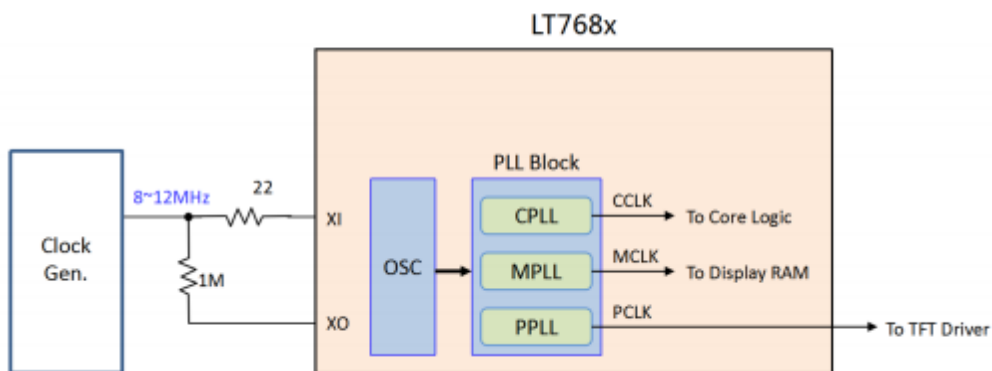 LT768x
PLL Block
8~12MHz
22
XI
CPLL
CCLK
To Core Logic
Clock
Gen.
1M
OSC
MPLL
MCLK
To Display RAM
XO
PPLL
PCLK
To TFT Driver